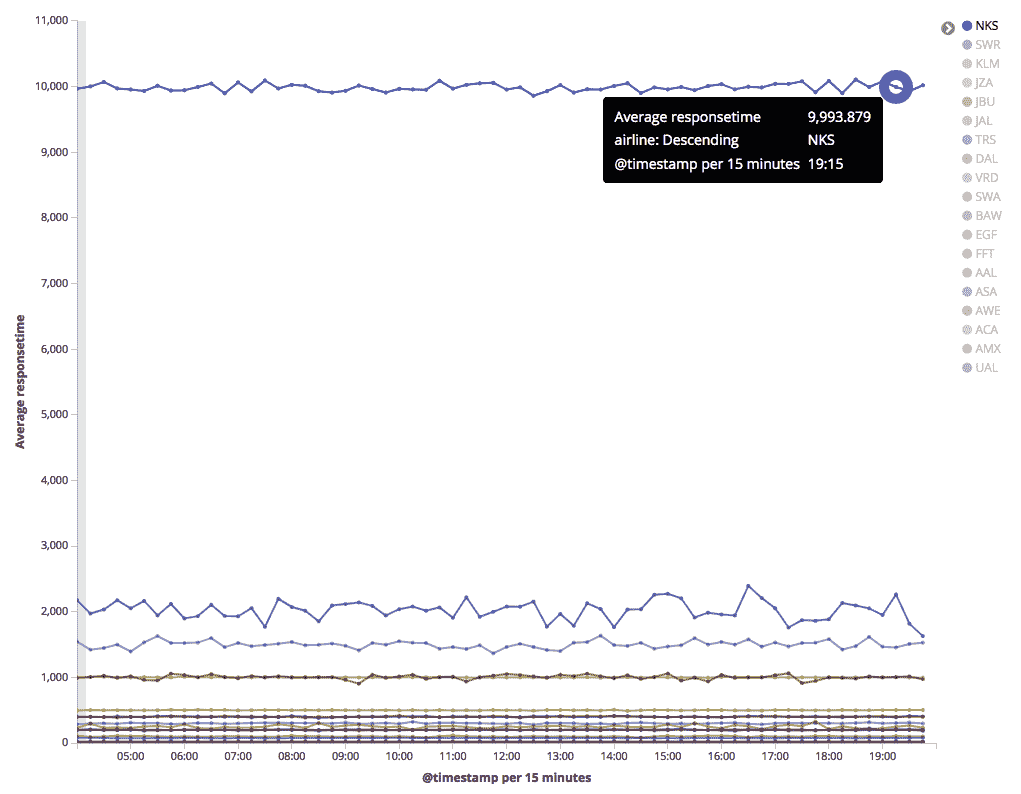 11,000
10,000
9,000
8,000
7,000
6,000
5,000
4,000
3,000
2,000
1,000
0
Average responsetime
05:00 06:00 07:00 08:00 09:00 10:00 11:00 12:00 13:00 14:00 15:00 16:00 17:00 18:00 19:00
@timestamp per 15 minutes
Average responsetime 9,993.879
airline: Descending NKS
@timestamp per 15 minutes 19:15
NKS
SWR
KLM
JZA
JBU
JAL
TRS
DAL
VRD
SWA
BAW
EGF
FFT
AAL
ASA
AWE
ACA
AMX
UAL